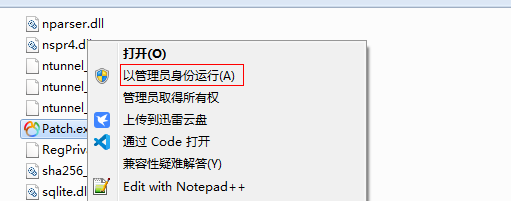 nparser.dll
nspr4.dl
ntunnel_
ntunnel_
ntunnel_
Patch.ex
RegPriva
sha256_
sqlite.dl
打开(O)
以管理员身份运行(A)
管理员取得所有权
上传到迅雷云盘
通过 Code 打开
兼容性疑难解答(Y)
Edit with Notepad++